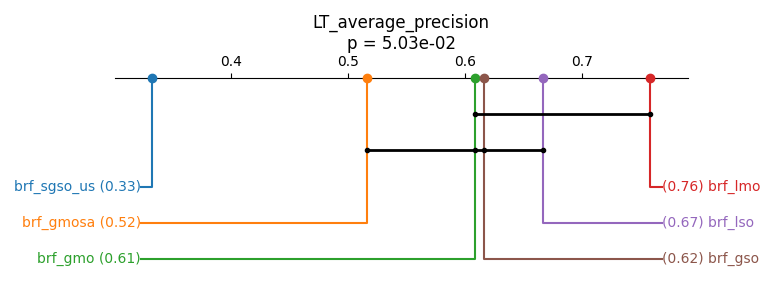 LT_average_precision
p = 5.03e-02
0.4 0.5 0.6 0.7
brf_sgso_us (0.33) (0.76) brf_lmo
brf_gmosa (0.52) (0.67) brf_lso
brf_gmo (0.61) (0.62) brf_gso